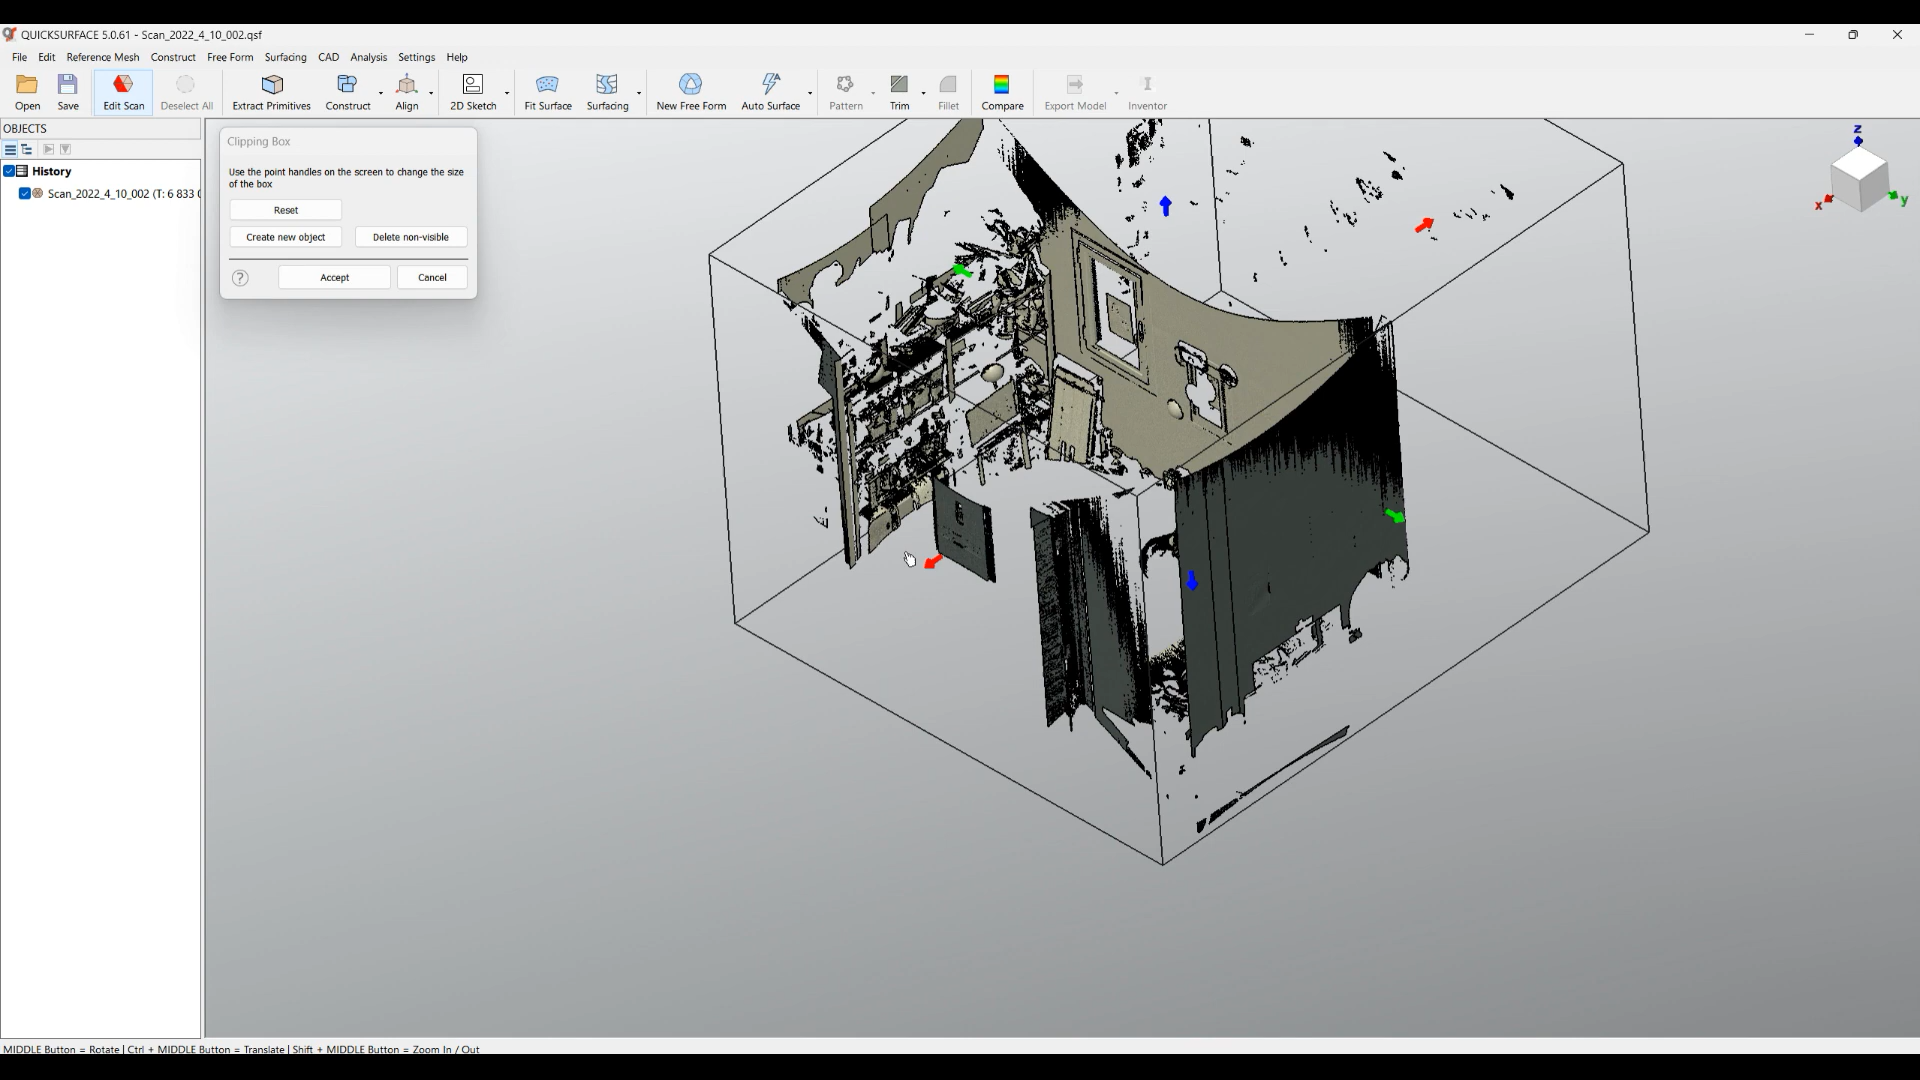 QUICKSURFACE 5.0.61 - Scan_2022_4_10_002.qsf
File Edit Reference Mesh Construct Free Form Surfacing CAD Analysis Settings Help
Open Save Edit Scan Deselect All Extract Primitives Construct Align 2D Sketch Fit Surface Surfacing New Free Form Auto Surface Pattern Trim Fillet Compare Export Model Inventor
OBJECTS
History
Scan_2022_4_10_002 (T: 6 833 0
Clipping Box
Use the point handles on the screen to change the size
of the box
Reset
Create new object Delete non-visible
? Accept Cancel
z
x y
MIDDLE Button = Rotate | Ctrl + MIDDLE Button = Translate | Shift + MIDDLE Button = Zoom In / Out